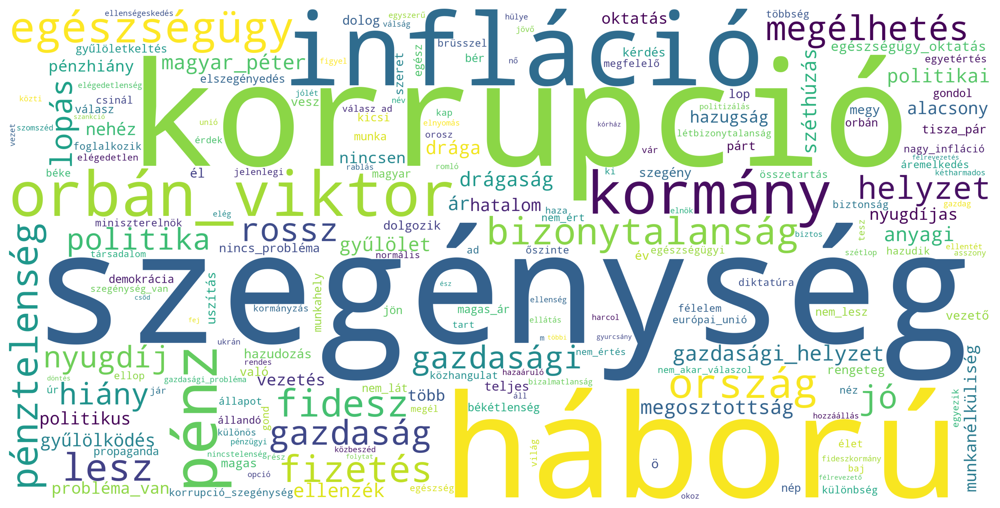 ellenségeskedés
egészségügy
infláció
dolog
egyszerű
válság
hülye
jövő
oktatás
többség
megélhetés
gyűlöletkeltés
brüsszel
egészségügy_oktatás
pénzhiány
magyar_péter
figyel
szeret
egész
bér
nő
kérdés
megfelelő
széthúzás
egyetértés
politikai
elszegényedés
elégedetlenség
lopás
korrupció
közti
csinál
jólét
vesz
név
lop
gondol
válasz
szankció
válasz ad
kicsi
kap
politizálás
hazugság
megy
orbán
alacsony
vezet
szomszéd
nehéz
unió
elnyomás
kórház
tisza_pár
érdek
munka
orosz
létbizonytalanság
foglalkozik
drága
vár
párt
nagy_infláció
elégedetlen
nincsen
félrevezetés
áremelkedés
béke
él
jelenlegi
rablás
romló
magyar
ki
szegény
összetartás
kétharmados
orbán_viktor
drágaság
kormány
helyzet
ár
hatalom
haza
nem_ért
elnök
biztonság
gazdag
elég
miniszterelnök
rossz
dolgozik
bizonytalanság
nyugdíjas
pénztelenség
politika
nincs_probléma
gyűlölet
biztos
tesz
anyagi
társadalom
normális
ad
őszinte
év
egészségügyi
szétlop
hazudik
ellentét
asszony
szegénység
demokrácia
szegénység_van
csőd
uszítás
munkahely
ész
diktatúra
kormányzás
jön
magas_ár
ellenség
félelem
nem_lesz
vezető
fej
tart
ellátás
harcol
európai_unió
ukrán
m
többi
gyurcsány
nyugdíj
pénz
hazudozás
rendes
gazdasági
nem_értés
gazdasági_helyzet
munkanélküliség
döntés
ellop
gazdasági_probléma
való
vezetés
közhangulat
hazaáruló
nem_akar_válaszol
rengeteg
úr
hiány
jár
nem_lát
teljes
bizalmatlanság
ország
néz
jó
állapot
fidesz
több
áll
megél
békétlenség
megosztottság
politikus
állandó
gond
háború
hozzáállás
egyezik
gyűlölködés
különös
pénzügyi
gazdaság
világ
élet
propaganda
nincstelenség
rész
közbeszéd
folytat
lesz
magas
fizetés
ö
fideszkormány
baj
opció
félrevezető
probléma_van
korrupció_szegénység
ellenzék
egészség
okoz
nép
különbség